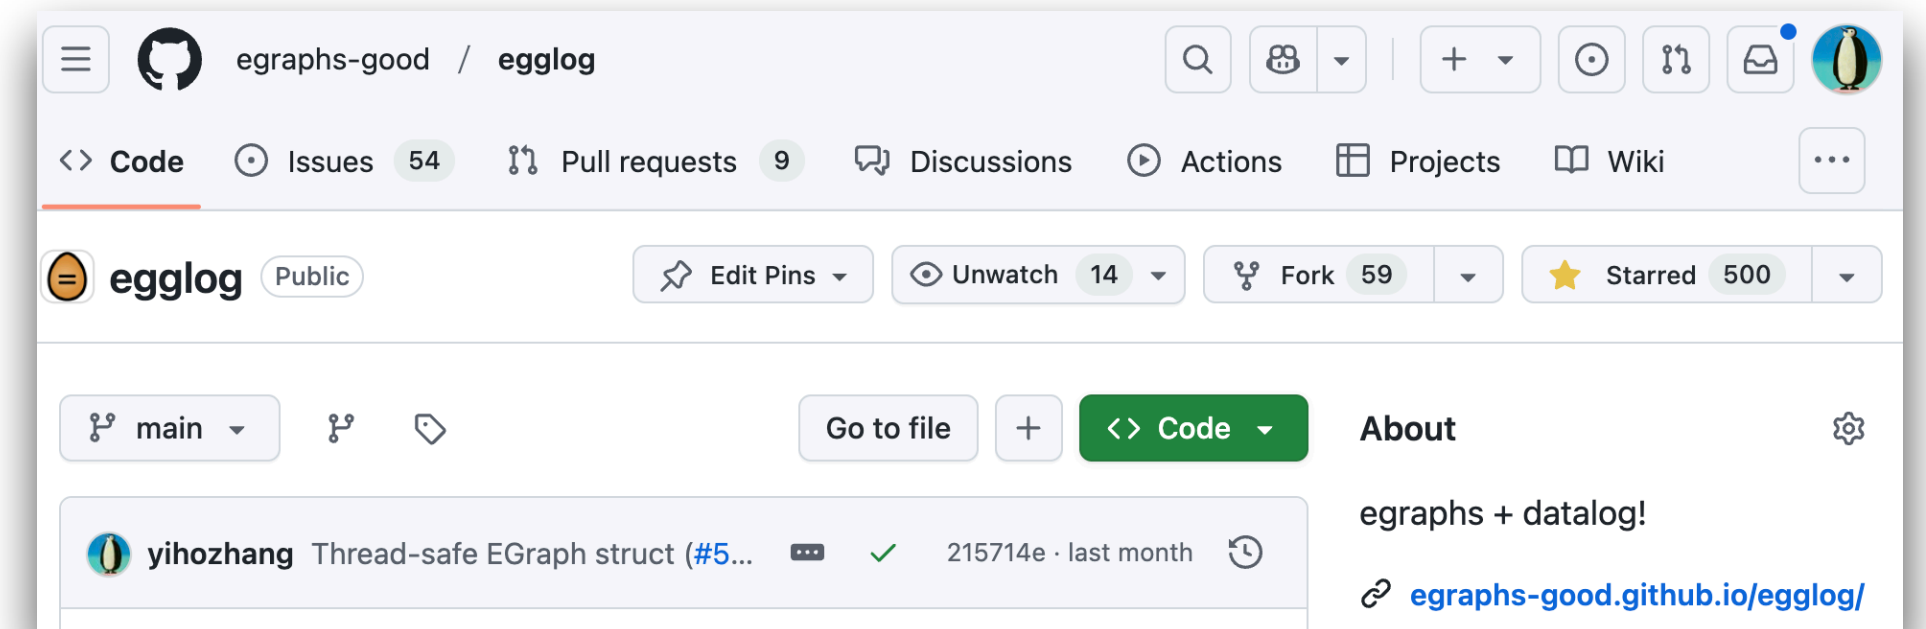 egraphs-good / egglog
Code Issues 54 Pull requests 9 Discussions Actions Projects Wiki
egglog Public Edit Pins Unwatch 14 Fork 59 Starred 500
main Go to file Code About
egraphs + datalog!
yihozhang Thread-safe EGraph struct (#5... 215714e · last month
egraphs-good.github.io/egglog/